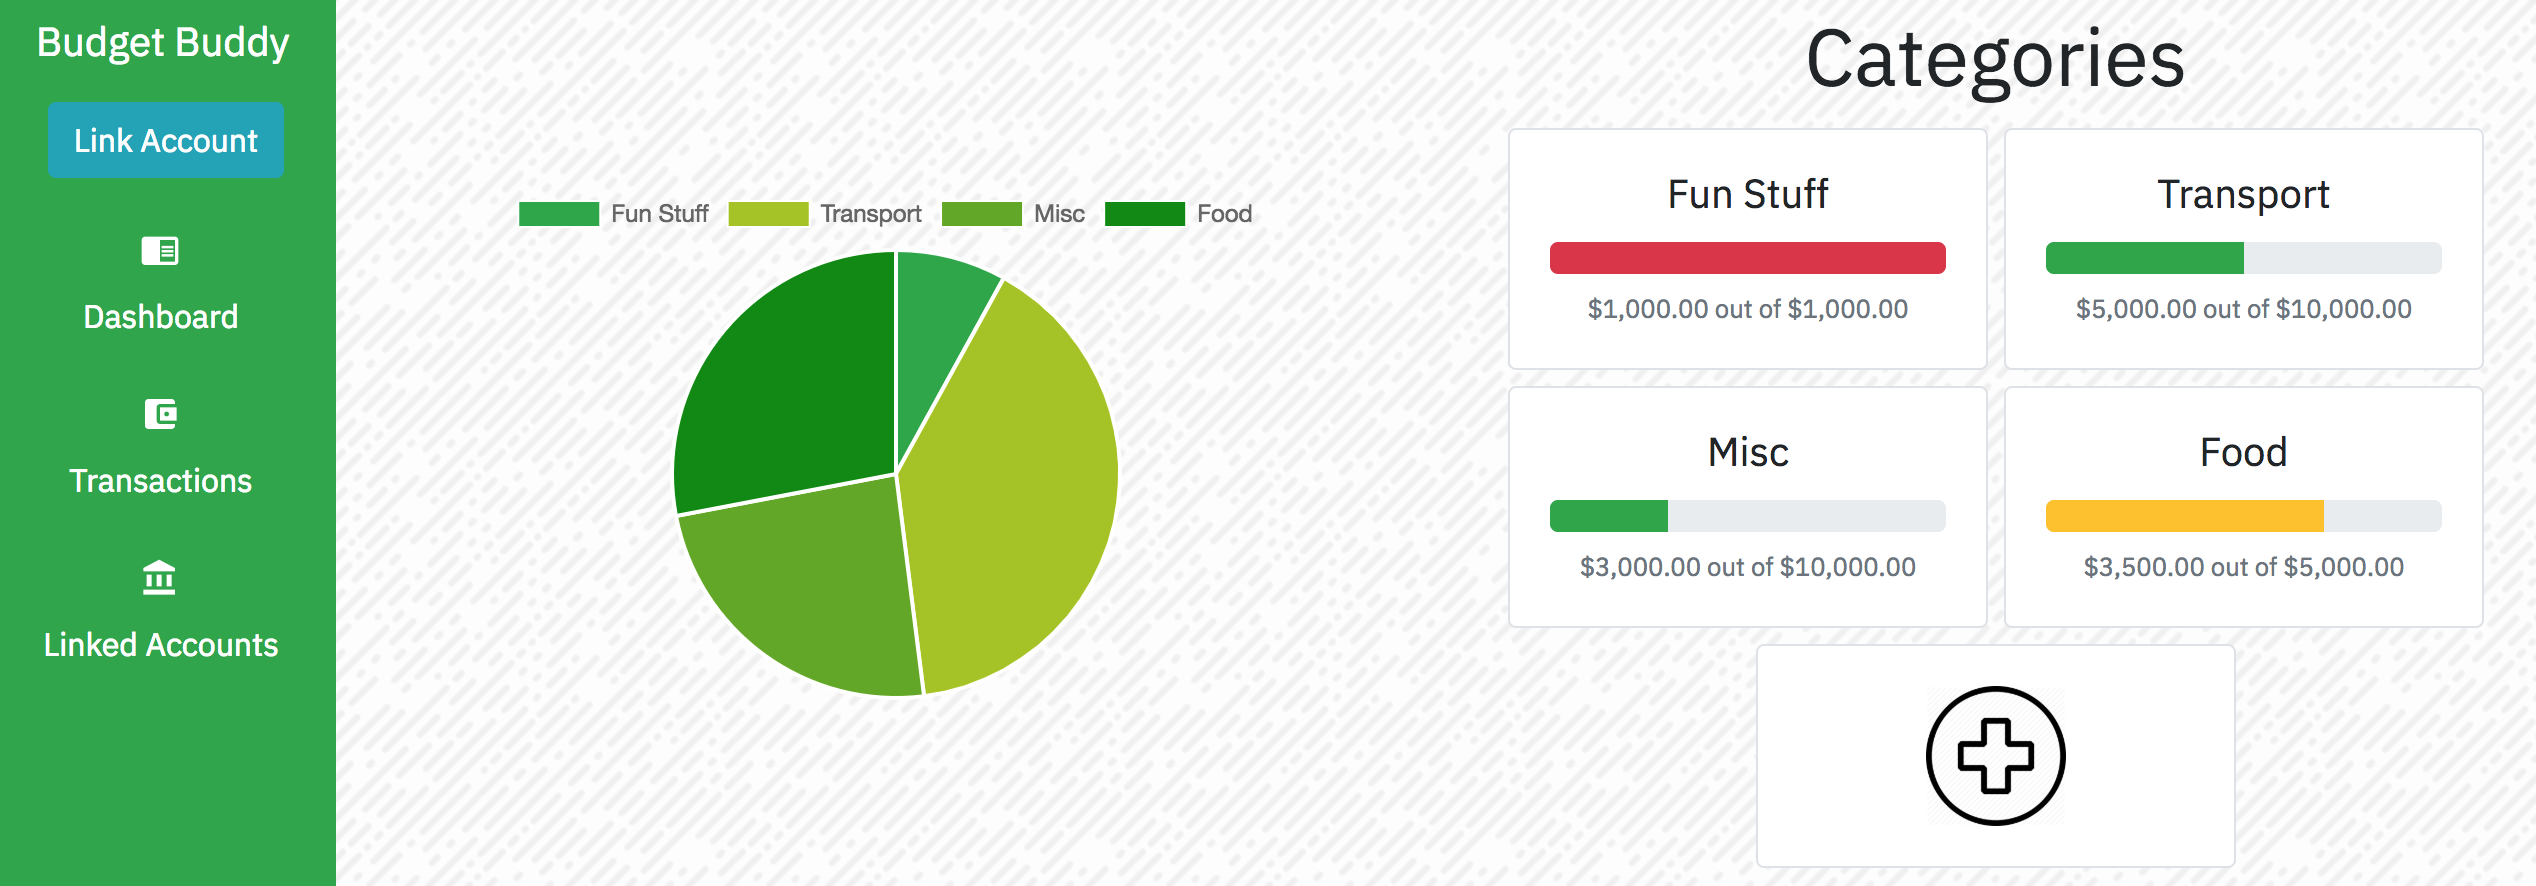 Budget Buddy
Link Account
Dashboard
Transactions
Linked Accounts
Fun Stuff Transport Misc Food
Categories
Fun Stuff
$1,000.00 out of $1,000.00
Transport
$5,000.00 out of $10,000.00
Misc
$3,000.00 out of $10,000.00
Food
$3,500.00 out of $5,000.00